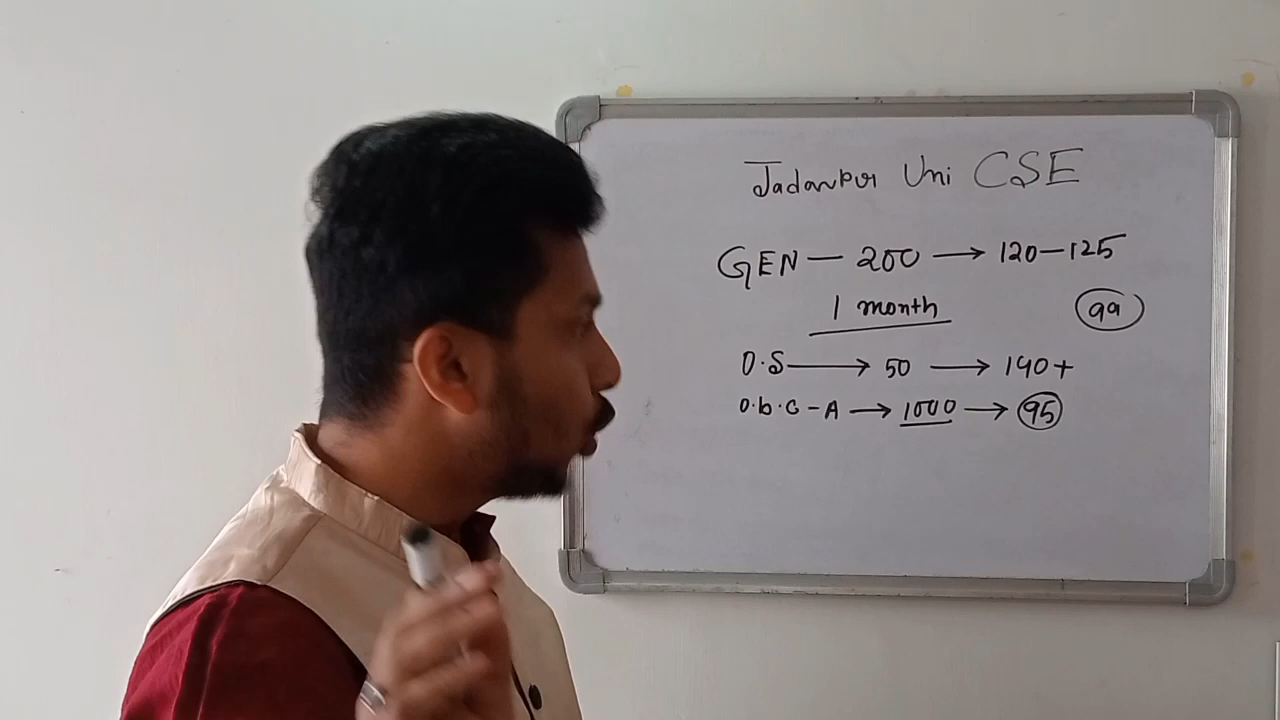 Jadavpur Uni CSE
GEN — 200 → 120-125
1 month
99
O.S → 50 → 140+
O.b.C-A → 1000 → 95